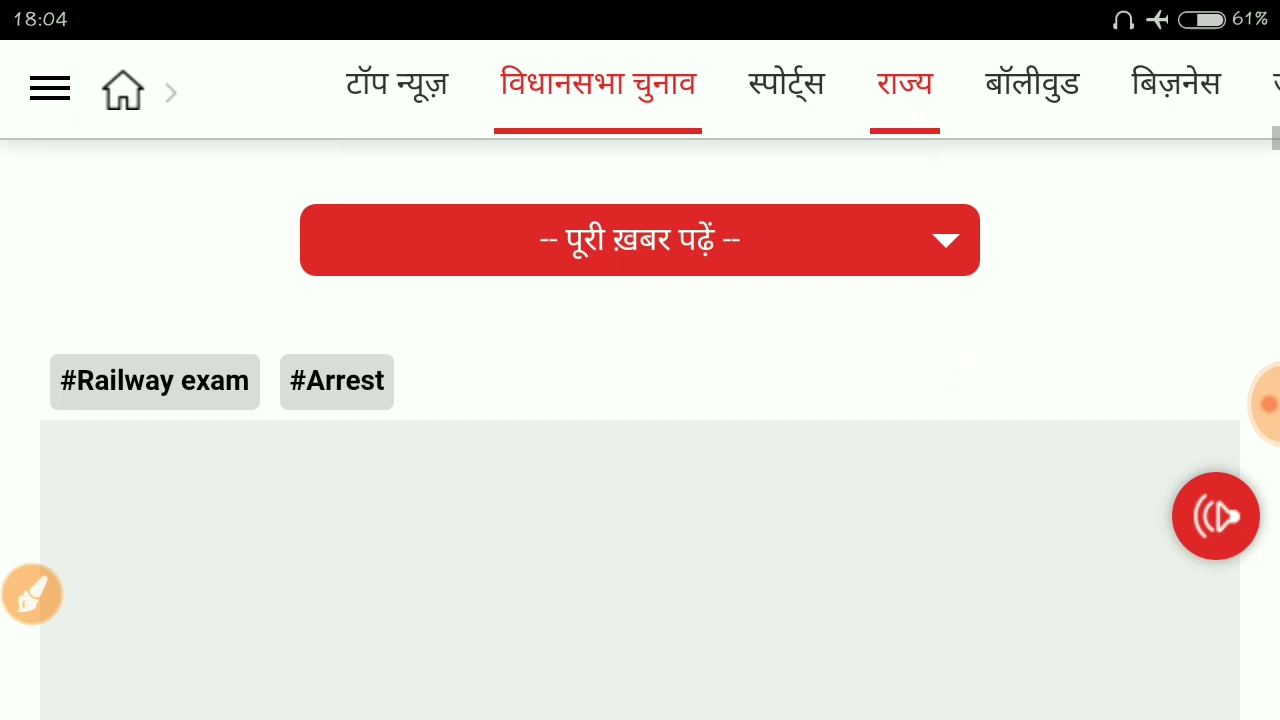 18:04
61%
टॉप न्यूज़ विधानसभा चुनाव स्पोर्ट्स राज्य बॉलीवुड बिज़नेस
-- पूरी ख़बर पढ़ें --
#Railway exam #Arrest